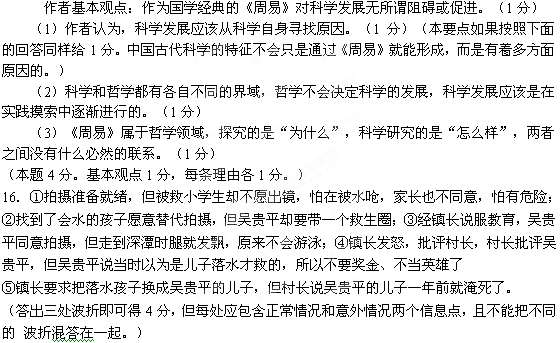 作者基本观点：作为国学经典的《周易》对科学发展无所谓阻碍或促进。（1 分）
（1）作者认为，科学发展应该从科学自身寻找原因。（1 分）（本要点如果按照下面
的回答同样给 1 分。中国古代科学的特征不会只是通过《周易》就能形成，而是有着多方面
原因的。）
（2）科学和哲学都有各自不同的界域，哲学不会决定科学的发展，科学发展应该是在
实践摸索中逐渐进行的。（1 分）
（3）《周易》属于哲学领域，探究的是“为什么”，科学研究的是“怎么样”，两者
之间没有什么必然的联系。（1 分）
（本题 4 分。基本观点 1 分，每条理由各 1 分。）
16．①拍摄准备就绪，但被救小学生却不愿出镜，怕在被水呛，家长也不同意，怕有危险；
②找到了会水的孩子愿意替代拍摄，但吴贵平却要带一个救生圈；③经镇长说服教育，吴贵
平同意拍摄，但走到深潭时腿就发飘，原来不会游泳；④镇长发怒，批评村长，村长批评吴
贵平，但吴贵平说当时以为是儿子落水才救的，所以不要奖金、不当英雄了
⑤镇长要求把落水孩子换成吴贵平的儿子，但村长说吴贵平的儿子一年前就淹死了。
（答出三处波折即可得 4 分，但每处应包含正常情况和意外情况两个信息点，且不能把不同
的 波折混答在一起。）